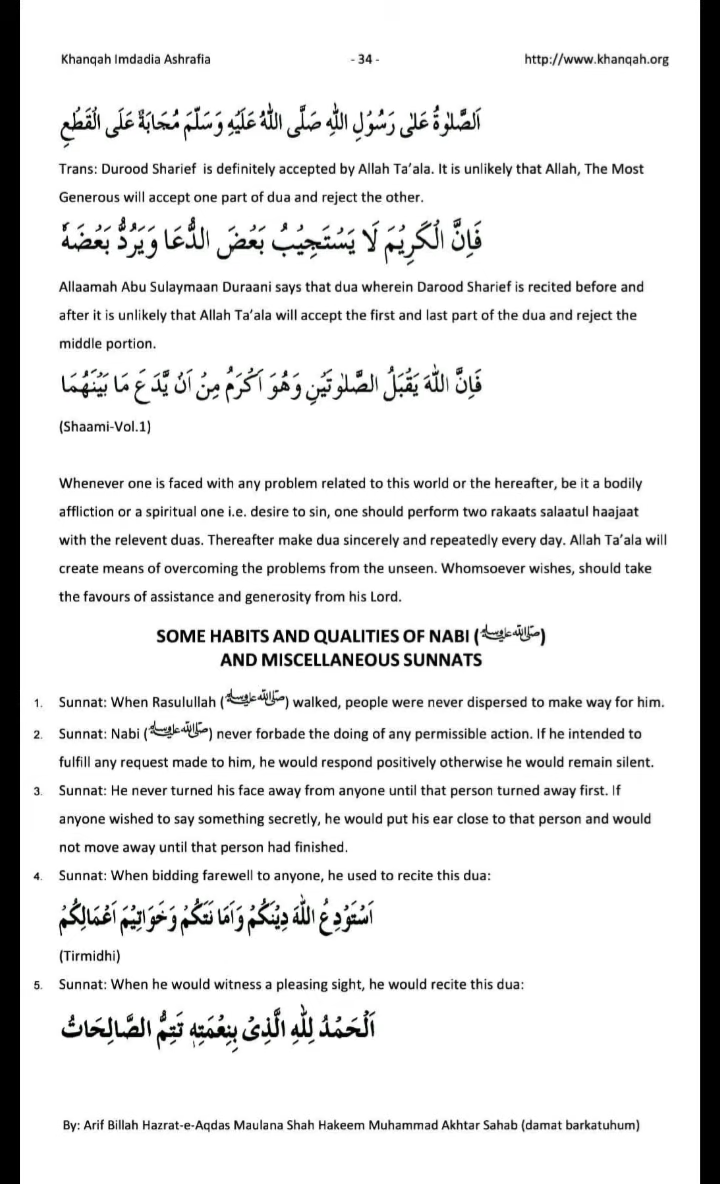 Khanqah Imdadia Ashrafia - 34 - http://www.khanqah.org
اَلصَّلٰوةُ عَلٰى رَسُوْلِ اللّٰهِ صَلَّى اللّٰهُ عَلَيْهِ وَسَلَّمَ مُجَابَةٌ عَلَى الْقَطْعِ
Trans: Durood Sharief is definitely accepted by Allah Ta’ala. It is unlikely that Allah, The Most
Generous will accept one part of dua and reject the other.
فَاِنَّ الْكَرِيْمَ لَا يَسْتَجِيْبُ بَعْضَ الدُّعَا وَيَرُدُّ بَعْضَهٗ
Allaamah Abu Sulaymaan Duraani says that dua wherein Darood Sharief is recited before and
after it is unlikely that Allah Ta’ala will accept the first and last part of the dua and reject the
middle portion.
فَاِنَّ اللّٰهَ يَقْبَلُ الصَّلٰوتَيْنِ وَهُوَ اَكْرَمُ مِنْ اَنْ يَّدَعَ مَا بَيْنَهُمَا
(Shaami-Vol.1)
Whenever one is faced with any problem related to this world or the hereafter, be it a bodily
affliction or a spiritual one i.e. desire to sin, one should perform two rakaats salaatul haajaat
with the relevent duas. Thereafter make dua sincerely and repeatedly every day. Allah Ta’ala will
create means of overcoming the problems from the unseen. Whomsoever wishes, should take
the favours of assistance and generosity from his Lord.
SOME HABITS AND QUALITIES OF NABI (صلى الله عليه وسلم)
AND MISCELLANEOUS SUNNATS
1. Sunnat: When Rasulullah (صلى الله عليه وسلم) walked, people were never dispersed to make way for him.
2. Sunnat: Nabi (صلى الله عليه وسلم) never forbade the doing of any permissible action. If he intended to
fulfill any request made to him, he would respond positively otherwise he would remain silent.
3. Sunnat: He never turned his face away from anyone until that person turned away first. If
anyone wished to say something secretly, he would put his ear close to that person and would
not move away until that person had finished.
4. Sunnat: When bidding farewell to anyone, he used to recite this dua:
اَسْتَوْدِعُ اللّٰهَ دِيْنَكُمْ وَاَمَا نَتَكُمْ وَخَوَاتِيْمَ اَعْمَالِكُمْ
(Tirmidhi)
5. Sunnat: When he would witness a pleasing sight, he would recite this dua:
اَلْحَمْدُ لِلّٰهِ الَّذِىْ بِنِعْمَتِهٖ تَتِمُّ الصَّالِحَاتُ
By: Arif Billah Hazrat-e-Aqdas Maulana Shah Hakeem Muhammad Akhtar Sahab (damat barkatuhum)